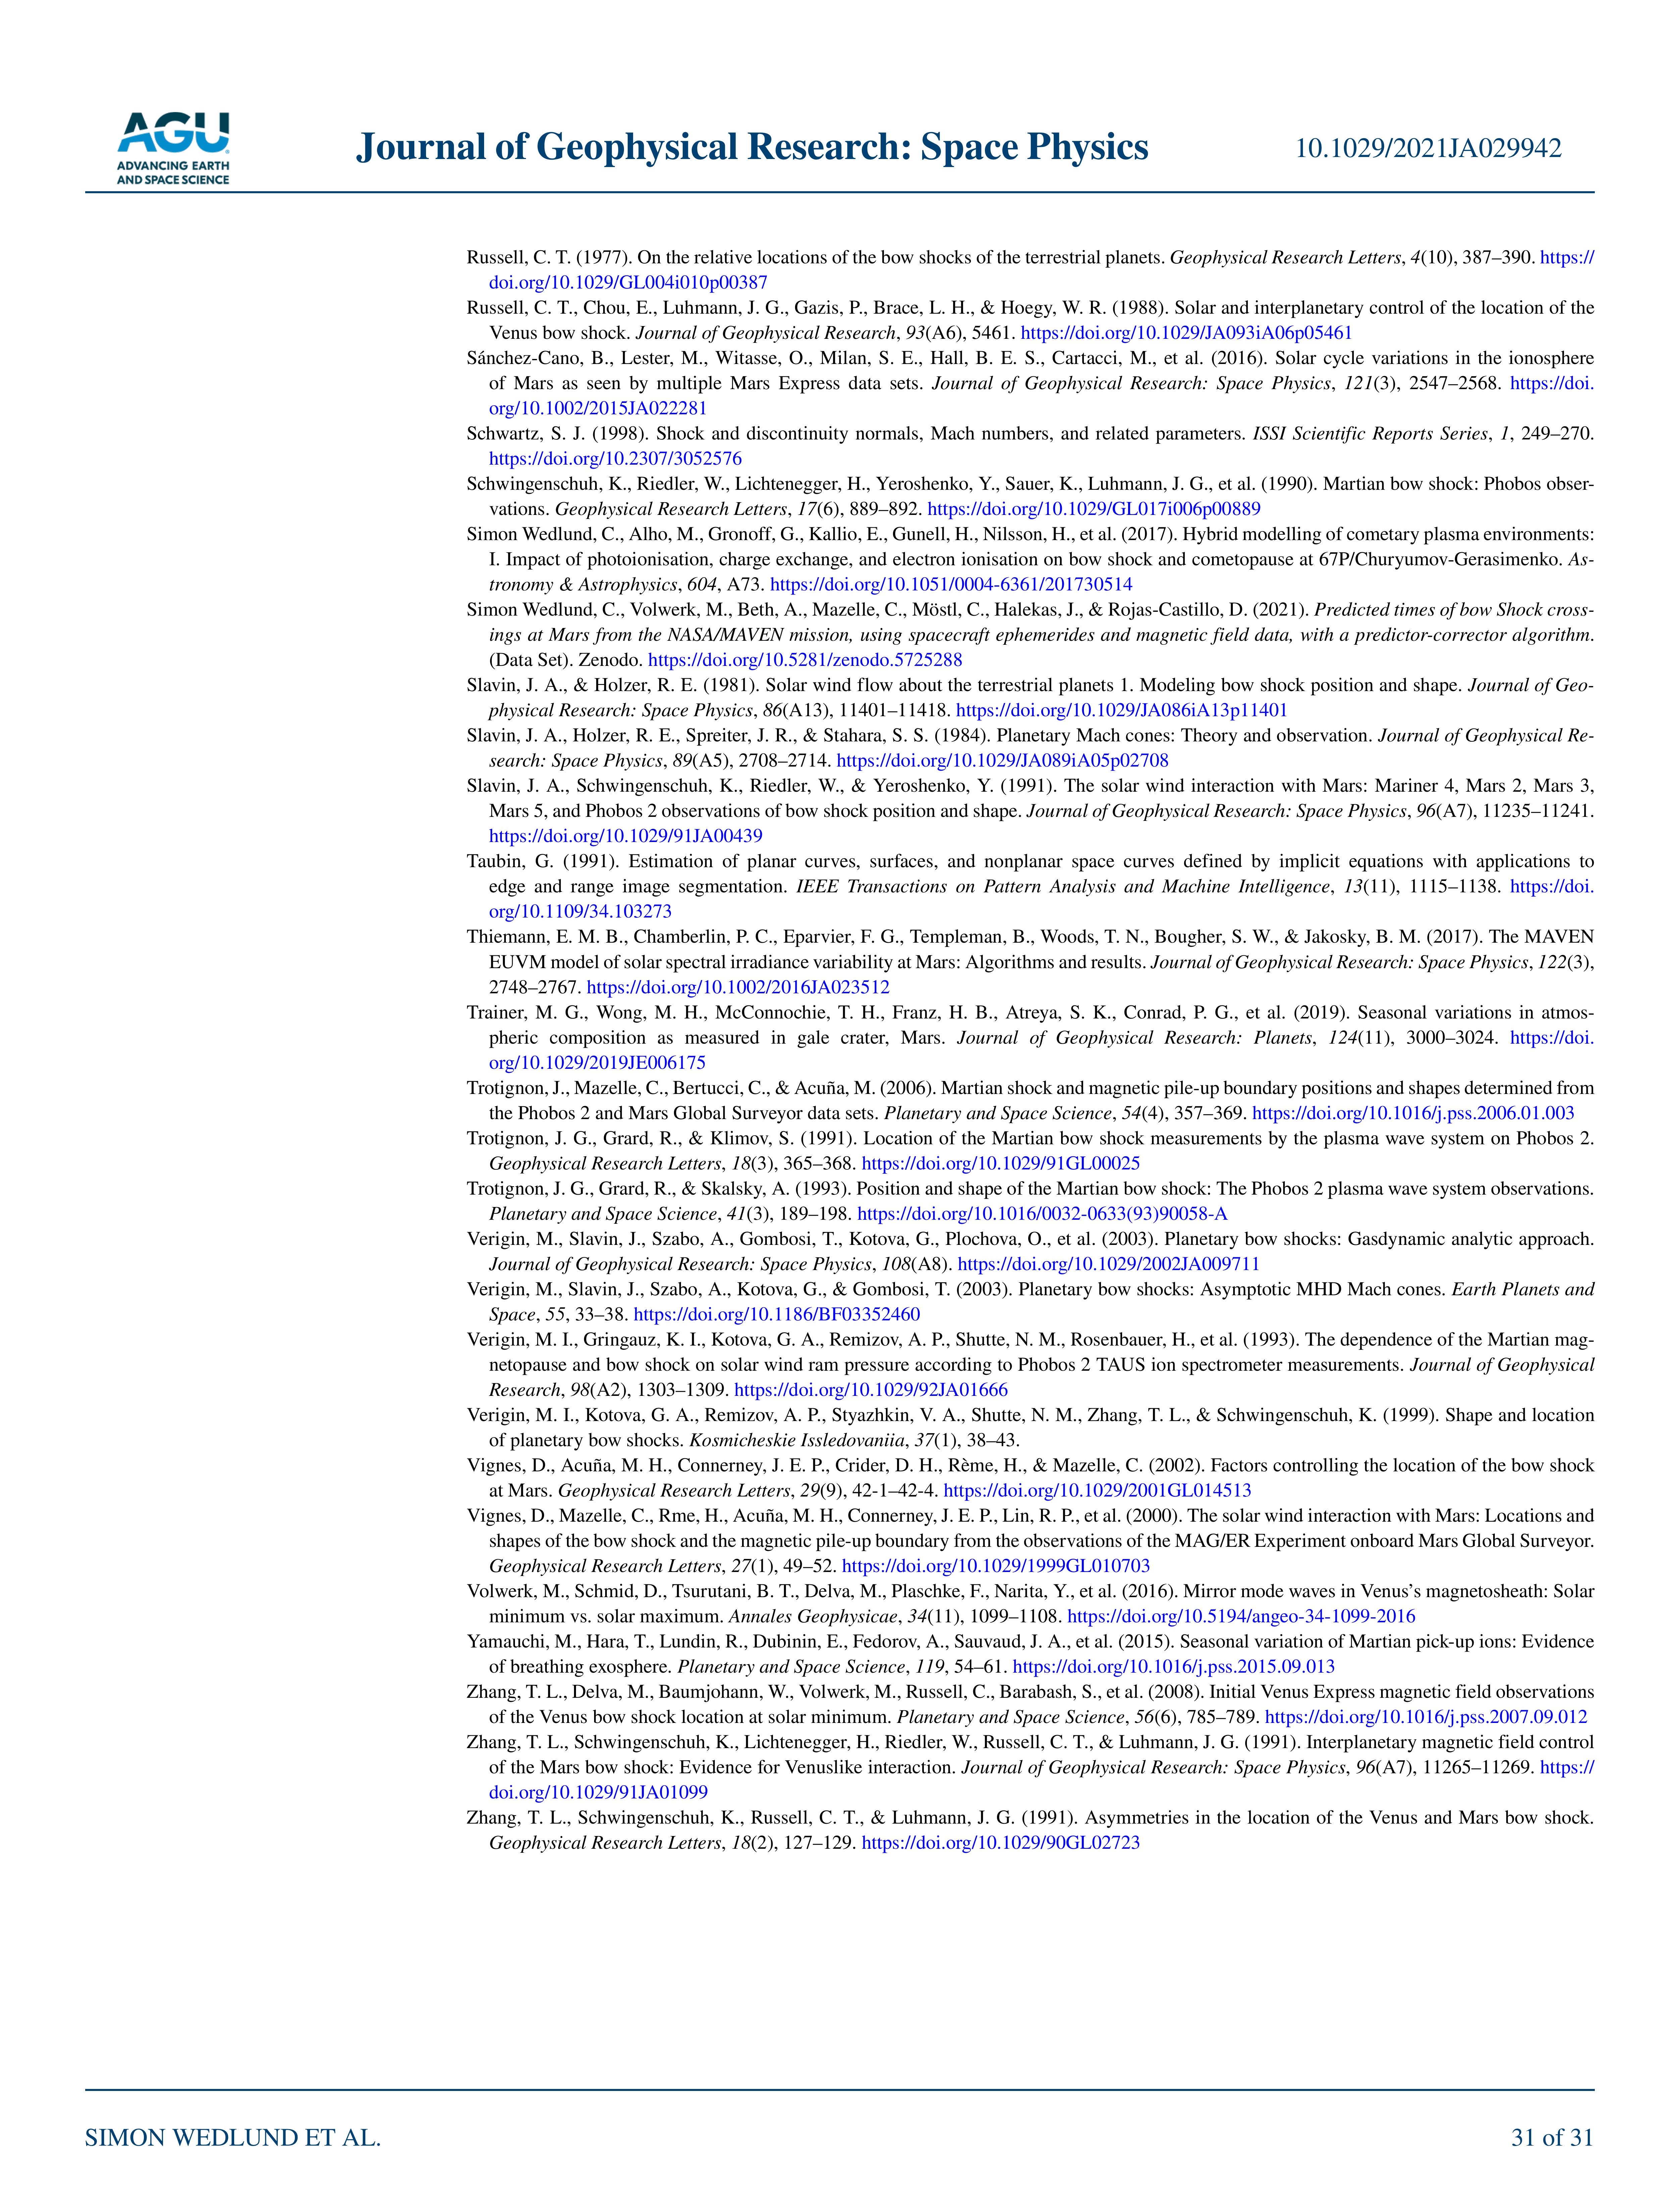 AGU
ADVANCING EARTH
AND SPACE SCIENCE
Journal of Geophysical Research: Space Physics
10.1029/2021JA029942
Russell, C. T. (1977). On the relative locations of the bow shocks of the terrestrial planets. Geophysical Research Letters, 4(10), 387–390. https://
doi.org/10.1029/GL004i010p00387
Russell, C. T., Chou, E., Luhmann, J. G., Gazis, P., Brace, L. H., & Hoegy, W. R. (1988). Solar and interplanetary control of the location of the
Venus bow shock. Journal of Geophysical Research, 93(A6), 5461. https://doi.org/10.1029/JA093iA06p05461
Sánchez-Cano, B., Lester, M., Witasse, O., Milan, S. E., Hall, B. E. S., Cartacci, M., et al. (2016). Solar cycle variations in the ionosphere
of Mars as seen by multiple Mars Express data sets. Journal of Geophysical Research: Space Physics, 121(3), 2547–2568. https://doi.
org/10.1002/2015JA022281
Schwartz, S. J. (1998). Shock and discontinuity normals, Mach numbers, and related parameters. ISSI Scientific Reports Series, 1, 249–270.
https://doi.org/10.2307/3052576
Schwingenschuh, K., Riedler, W., Lichtenegger, H., Yeroshenko, Y., Sauer, K., Luhmann, J. G., et al. (1990). Martian bow shock: Phobos obser-
vations. Geophysical Research Letters, 17(6), 889–892. https://doi.org/10.1029/GL017i006p00889
Simon Wedlund, C., Alho, M., Gronoff, G., Kallio, E., Gunell, H., Nilsson, H., et al. (2017). Hybrid modelling of cometary plasma environments:
I. Impact of photoionisation, charge exchange, and electron ionisation on bow shock and cometopause at 67P/Churyumov-Gerasimenko. As-
tronomy & Astrophysics, 604, A73. https://doi.org/10.1051/0004-6361/201730514
Simon Wedlund, C., Volwerk, M., Beth, A., Mazelle, C., Möstl, C., Halekas, J., & Rojas-Castillo, D. (2021). Predicted times of bow Shock cross-
ings at Mars from the NASA/MAVEN mission, using spacecraft ephemerides and magnetic field data, with a predictor-corrector algorithm.
(Data Set). Zenodo. https://doi.org/10.5281/zenodo.5725288
Slavin, J. A., & Holzer, R. E. (1981). Solar wind flow about the terrestrial planets 1. Modeling bow shock position and shape. Journal of Geo-
physical Research: Space Physics, 86(A13), 11401–11418. https://doi.org/10.1029/JA086iA13p11401
Slavin, J. A., Holzer, R. E., Spreiter, J. R., & Stahara, S. S. (1984). Planetary Mach cones: Theory and observation. Journal of Geophysical Re-
search: Space Physics, 89(A5), 2708–2714. https://doi.org/10.1029/JA089iA05p02708
Slavin, J. A., Schwingenschuh, K., Riedler, W., & Yeroshenko, Y. (1991). The solar wind interaction with Mars: Mariner 4, Mars 2, Mars 3,
Mars 5, and Phobos 2 observations of bow shock position and shape. Journal of Geophysical Research: Space Physics, 96(A7), 11235–11241.
https://doi.org/10.1029/91JA00439
Taubin, G. (1991). Estimation of planar curves, surfaces, and nonplanar space curves defined by implicit equations with applications to
edge and range image segmentation. IEEE Transactions on Pattern Analysis and Machine Intelligence, 13(11), 1115–1138. https://doi.
org/10.1109/34.103273
Thiemann, E. M. B., Chamberlin, P. C., Eparvier, F. G., Templeman, B., Woods, T. N., Bougher, S. W., & Jakosky, B. M. (2017). The MAVEN
EUVM model of solar spectral irradiance variability at Mars: Algorithms and results. Journal of Geophysical Research: Space Physics, 122(3),
2748–2767. https://doi.org/10.1002/2016JA023512
Trainer, M. G., Wong, M. H., McConnochie, T. H., Franz, H. B., Atreya, S. K., Conrad, P. G., et al. (2019). Seasonal variations in atmos-
pheric composition as measured in gale crater, Mars. Journal of Geophysical Research: Planets, 124(11), 3000–3024. https://doi.
org/10.1029/2019JE006175
Trotignon, J., Mazelle, C., Bertucci, C., & Acuña, M. (2006). Martian shock and magnetic pile-up boundary positions and shapes determined from
the Phobos 2 and Mars Global Surveyor data sets. Planetary and Space Science, 54(4), 357–369. https://doi.org/10.1016/j.pss.2006.01.003
Trotignon, J. G., Grard, R., & Klimov, S. (1991). Location of the Martian bow shock measurements by the plasma wave system on Phobos 2.
Geophysical Research Letters, 18(3), 365–368. https://doi.org/10.1029/91GL00025
Trotignon, J. G., Grard, R., & Skalsky, A. (1993). Position and shape of the Martian bow shock: The Phobos 2 plasma wave system observations.
Planetary and Space Science, 41(3), 189–198. https://doi.org/10.1016/0032-0633(93)90058-A
Verigin, M., Slavin, J., Szabo, A., Gombosi, T., Kotova, G., Plochova, O., et al. (2003). Planetary bow shocks: Gasdynamic analytic approach.
Journal of Geophysical Research: Space Physics, 108(A8). https://doi.org/10.1029/2002JA009711
Verigin, M., Slavin, J., Szabo, A., Kotova, G., & Gombosi, T. (2003). Planetary bow shocks: Asymptotic MHD Mach cones. Earth Planets and
Space, 55, 33–38. https://doi.org/10.1186/BF03352460
Verigin, M. I., Gringauz, K. I., Kotova, G. A., Remizov, A. P., Shutte, N. M., Rosenbauer, H., et al. (1993). The dependence of the Martian mag-
netopause and bow shock on solar wind ram pressure according to Phobos 2 TAUS ion spectrometer measurements. Journal of Geophysical
Research, 98(A2), 1303–1309. https://doi.org/10.1029/92JA01666
Verigin, M. I., Kotova, G. A., Remizov, A. P., Styazhkin, V. A., Shutte, N. M., Zhang, T. L., & Schwingenschuh, K. (1999). Shape and location
of planetary bow shocks. Kosmicheskie Issledovaniia, 37(1), 38–43.
Vignes, D., Acuña, M. H., Connerney, J. E. P., Crider, D. H., Rème, H., & Mazelle, C. (2002). Factors controlling the location of the bow shock
at Mars. Geophysical Research Letters, 29(9), 42-1–42-4. https://doi.org/10.1029/2001GL014513
Vignes, D., Mazelle, C., Rme, H., Acuña, M. H., Connerney, J. E. P., Lin, R. P., et al. (2000). The solar wind interaction with Mars: Locations and
shapes of the bow shock and the magnetic pile-up boundary from the observations of the MAG/ER Experiment onboard Mars Global Surveyor.
Geophysical Research Letters, 27(1), 49–52. https://doi.org/10.1029/1999GL010703
Volwerk, M., Schmid, D., Tsurutani, B. T., Delva, M., Plaschke, F., Narita, Y., et al. (2016). Mirror mode waves in Venus's magnetosheath: Solar
minimum vs. solar maximum. Annales Geophysicae, 34(11), 1099–1108. https://doi.org/10.5194/angeo-34-1099-2016
Yamauchi, M., Hara, T., Lundin, R., Dubinin, E., Fedorov, A., Sauvaud, J. A., et al. (2015). Seasonal variation of Martian pick-up ions: Evidence
of breathing exosphere. Planetary and Space Science, 119, 54–61. https://doi.org/10.1016/j.pss.2015.09.013
Zhang, T. L., Delva, M., Baumjohann, W., Volwerk, M., Russell, C., Barabash, S., et al. (2008). Initial Venus Express magnetic field observations
of the Venus bow shock location at solar minimum. Planetary and Space Science, 56(6), 785–789. https://doi.org/10.1016/j.pss.2007.09.012
Zhang, T. L., Schwingenschuh, K., Lichtenegger, H., Riedler, W., Russell, C. T., & Luhmann, J. G. (1991). Interplanetary magnetic field control
of the Mars bow shock: Evidence for Venuslike interaction. Journal of Geophysical Research: Space Physics, 96(A7), 11265–11269. https://
doi.org/10.1029/91JA01099
Zhang, T. L., Schwingenschuh, K., Russell, C. T., & Luhmann, J. G. (1991). Asymmetries in the location of the Venus and Mars bow shock.
Geophysical Research Letters, 18(2), 127–129. https://doi.org/10.1029/90GL02723
SIMON WEDLUND ET AL.
31 of 31